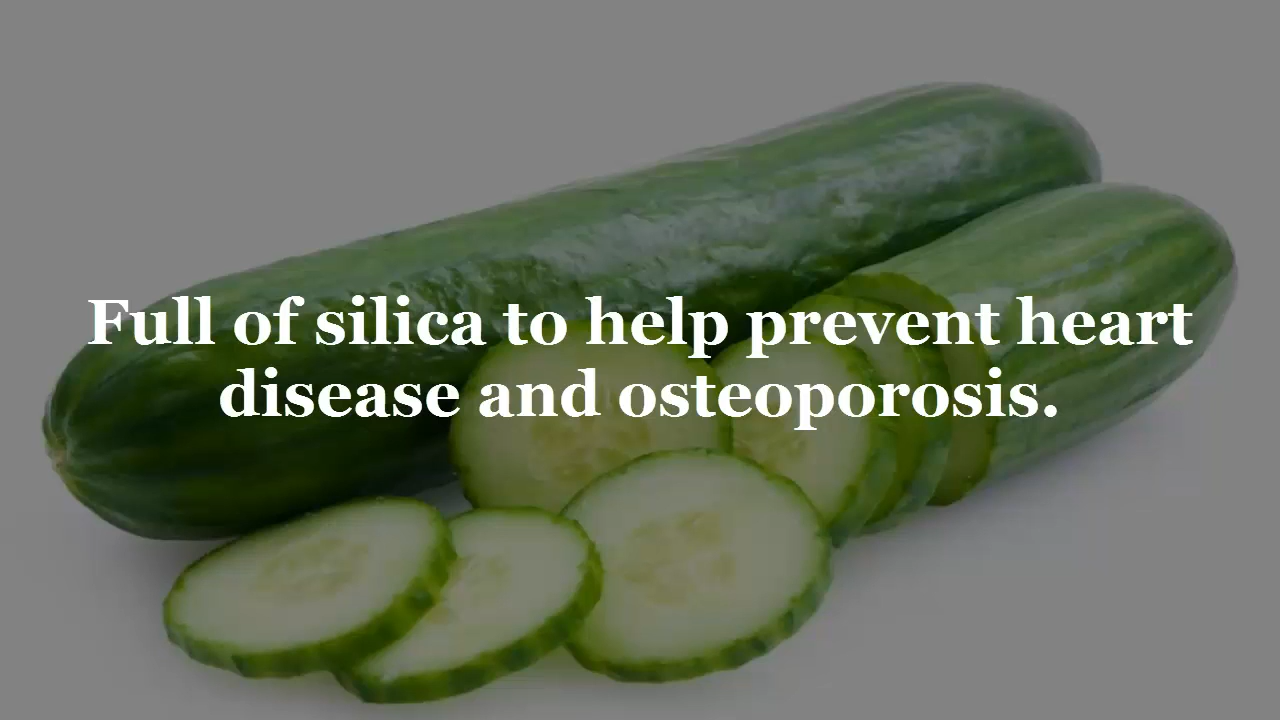 Full of silica to help prevent heart
disease and osteoporosis.